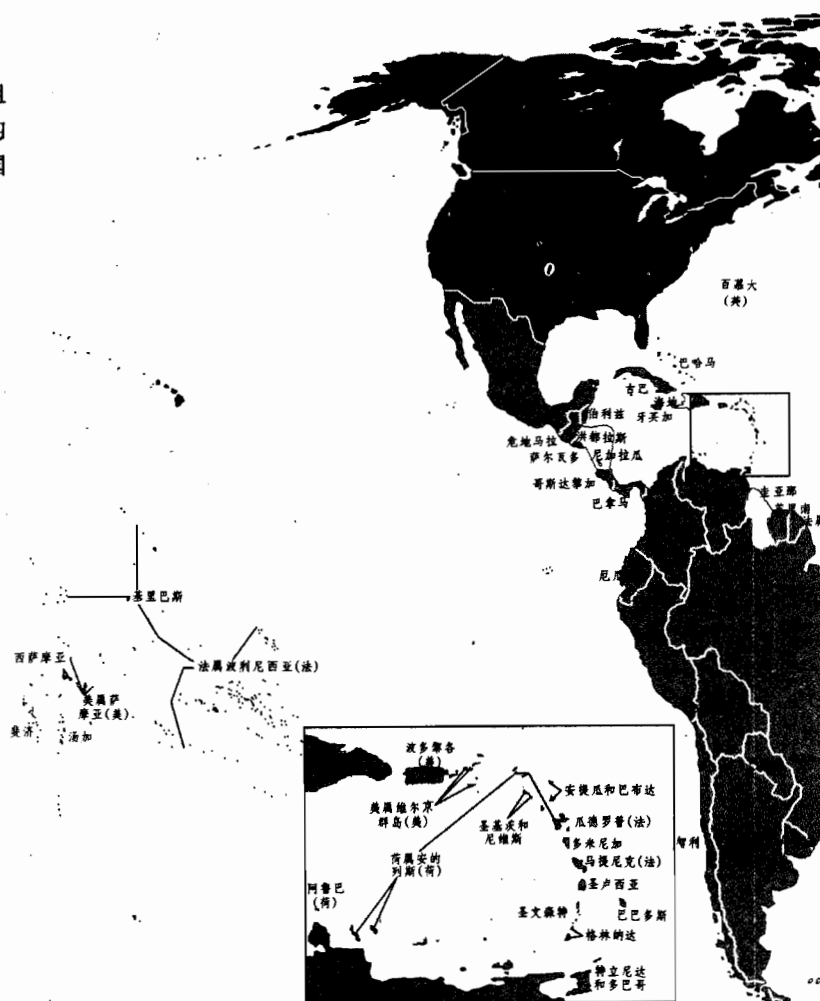 百慕大
(英)
巴哈马
古巴
海地
牙买加
伯利兹
危地马拉
洪都拉斯
萨尔瓦多
尼加拉瓜
哥斯达黎加
巴拿马
圭亚那
苏里南
法属
厄瓜
基里巴斯
西萨摩亚
法属波利尼西亚(法)
美属萨
摩亚(美)
斐济
汤加
智利
波多黎各
(美)
美属维尔京
群岛(美)
圣基茨和
尼维斯
安提瓜和巴布达
瓜德罗普(法)
多米尼加
马提尼克(法)
圣卢西亚
荷属安的
列斯(荷)
阿鲁巴
(荷)
圣文森特
巴巴多斯
格林纳达
特立尼达
和多巴哥